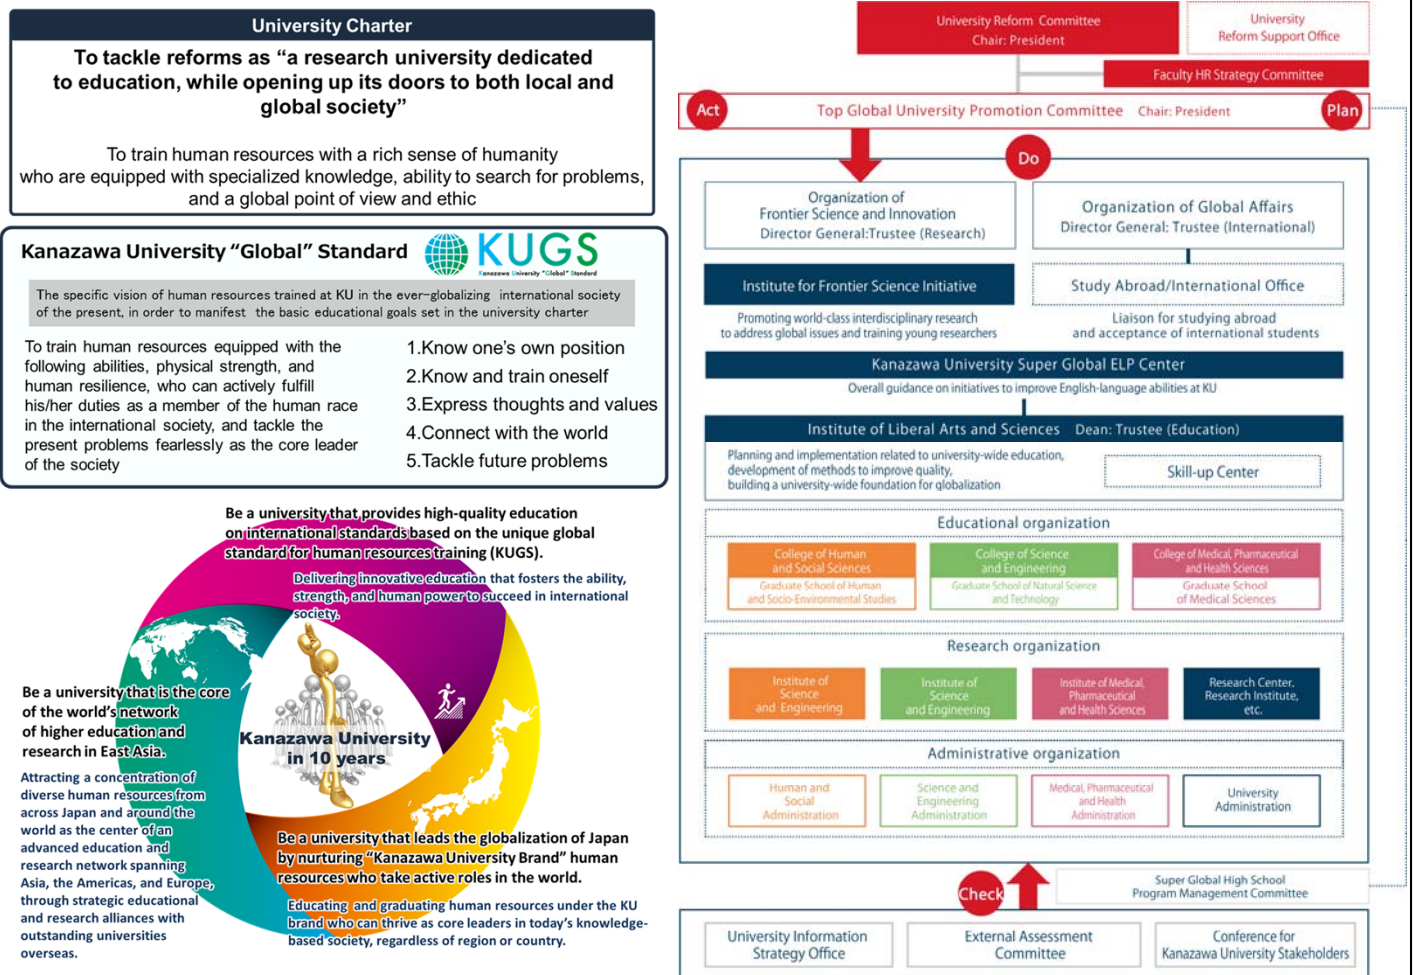 University Charter
To tackle reforms as “a research university dedicated
to education, while opening up its doors to both local and
global society”
To train human resources with a rich sense of humanity
who are equipped with specialized knowledge, ability to search for problems,
and a global point of view and ethic
Kanazawa University “Global” Standard
KUGS
Kanazawa University "Global" Standard
The specific vision of human resources trained at KU in the ever-globalizing international society
of the present, in order to manifest the basic educational goals set in the university charter
To train human resources equipped with the
following abilities, physical strength, and
human resilience, who can actively fulfill
his/her duties as a member of the human race
in the international society, and tackle the
present problems fearlessly as the core leader
of the society
1.Know one’s own position
2.Know and train oneself
3.Express thoughts and values
4.Connect with the world
5.Tackle future problems
Be a university that provides high-quality education
on international standards based on the unique global
standard for human resources training (KUGS).
Delivering innovative education that fosters the ability,
strength, and human power to succeed in international
society.
Be a university that is the core
of the world’s network
of higher education and
research in East Asia.
Attracting a concentration of
diverse human resources from
across Japan and around the
world as the center of an
advanced education and
research network spanning
Asia, the Americas, and Europe,
through strategic educational
and research alliances with
outstanding universities
overseas.
Kanazawa University
in 10 years
Be a university that leads the globalization of Japan
by nurturing “Kanazawa University Brand” human
resources who take active roles in the world.
Educating and graduating human resources under the KU
brand who can thrive as core leaders in today’s knowledge-
based society, regardless of region or country.
University Reform Committee
Chair: President
University
Reform Support Office
Faculty HR Strategy Committee
Act
Top Global University Promotion Committee Chair: President
Plan
Do
Organization of
Frontier Science and Innovation
Director General:Trustee (Research)
Organization of Global Affairs
Director General: Trustee (International)
Institute for Frontier Science Initiative
Promoting world-class interdisciplinary research
to address global issues and training young researchers
Study Abroad/International Office
Liaison for studying abroad
and acceptance of international students
Kanazawa University Super Global ELP Center
Overall guidance on initiatives to improve English-language abilities at KU
Institute of Liberal Arts and Sciences Dean: Trustee (Education)
Planning and implementation related to university-wide education,
development of methods to improve quality,
building a university-wide foundation for globalization
Skill-up Center
Educational organization
College of Human
and Social Sciences
Graduate School of Human
and Socio-Environmental Studies
College of Science
and Engineering
Graduate School of Natural Science
and Technology
College of Medical, Pharmaceutical
and Health Sciences
Graduate School
of Medical Sciences
Research organization
Institute of
Science
and Engineering
Institute of
Science
and Engineering
Institute of Medical,
Pharmaceutical
and Health Sciences
Research Center,
Research Institute,
etc.
Administrative organization
Human and
Social
Administration
Science and
Engineering
Administration
Medical, Pharmaceutical
and Health
Administration
University
Administration
Check
Super Global High School
Program Management Committee
University Information
Strategy Office
External Assessment
Committee
Conference for
Kanazawa University Stakeholders